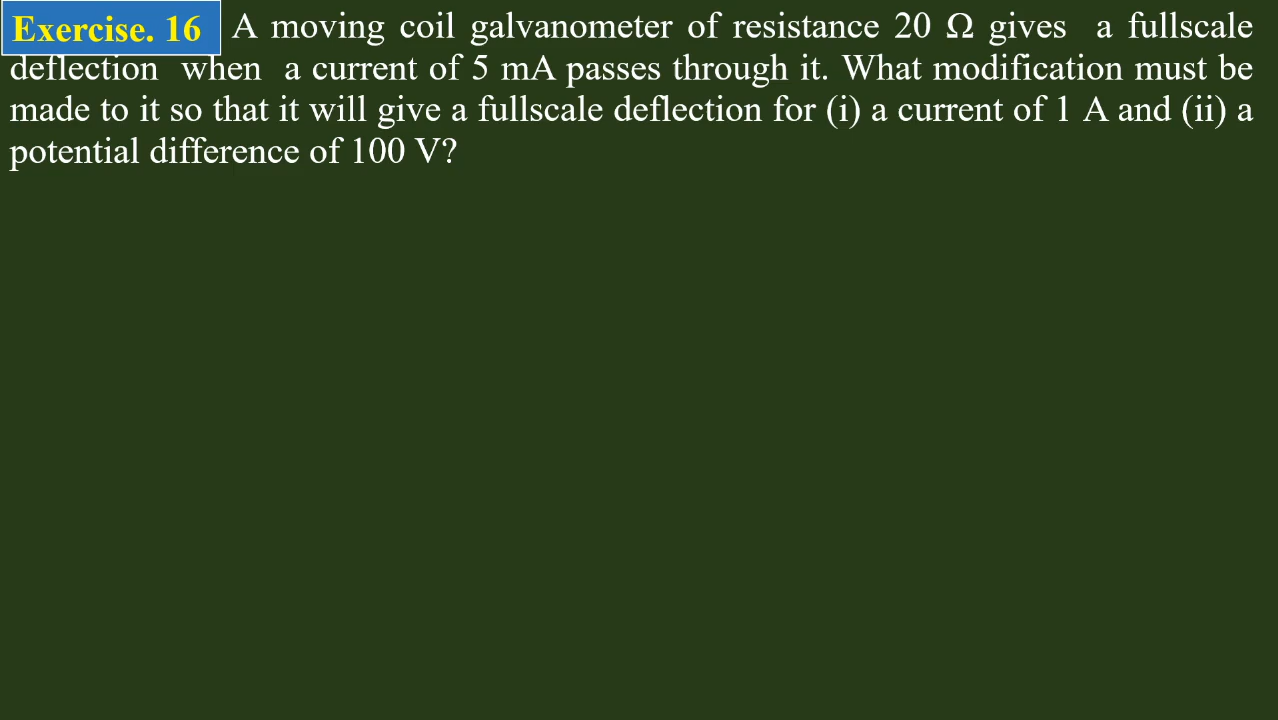 Exercise. 16 A moving coil galvanometer of resistance 20 Ω gives a fullscale
deflection when a current of 5 mA passes through it. What modification must be
made to it so that it will give a fullscale deflection for (i) a current of 1 A and (ii) a
potential difference of 100 V?